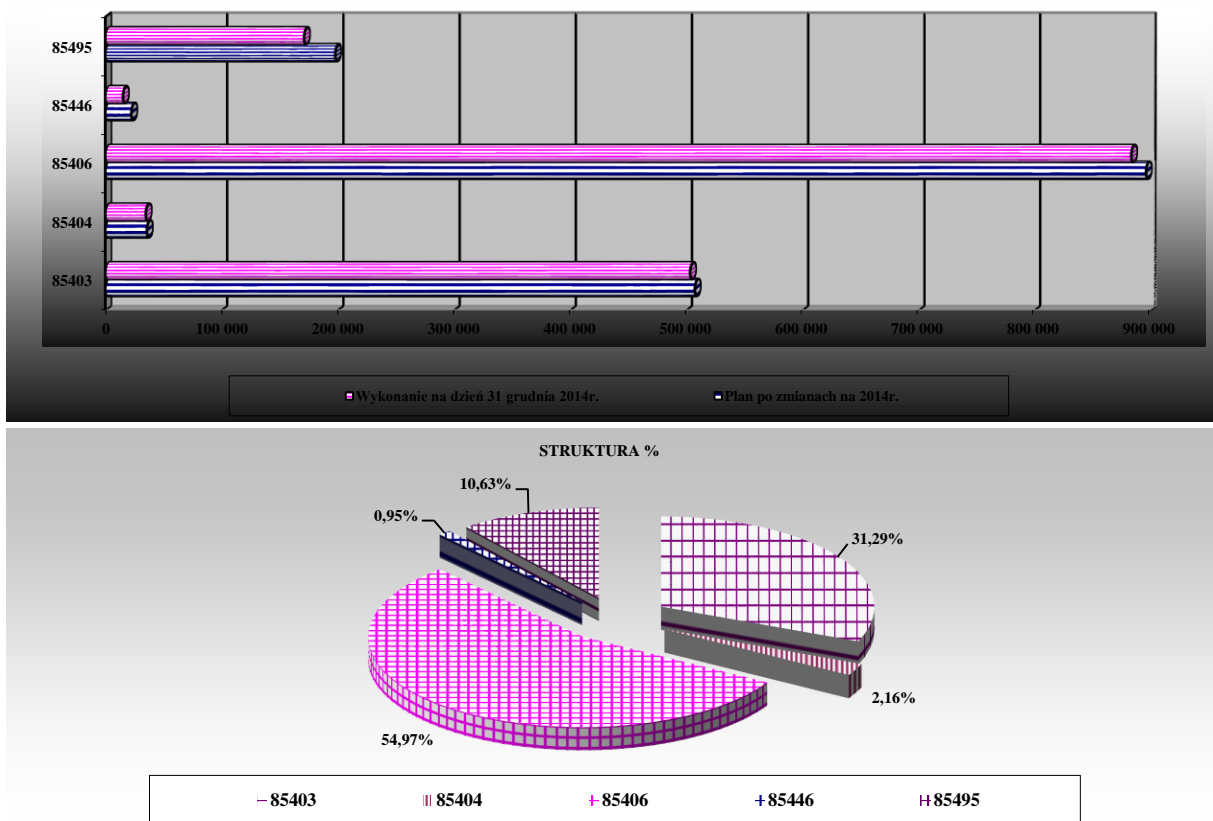 85495
85446
85406
85404
85403
0 100 000 200 000 300 000 400 000 500 000 600 000 700 000 800 000 900 000
Wykonanie na dzień 31 grudnia 2014r. Plan po zmianach na 2014r.
STRUKTURA %
10,63%
0,95%
31,29%
2,16%
54,97%
85403 85404 85406 85446 85495